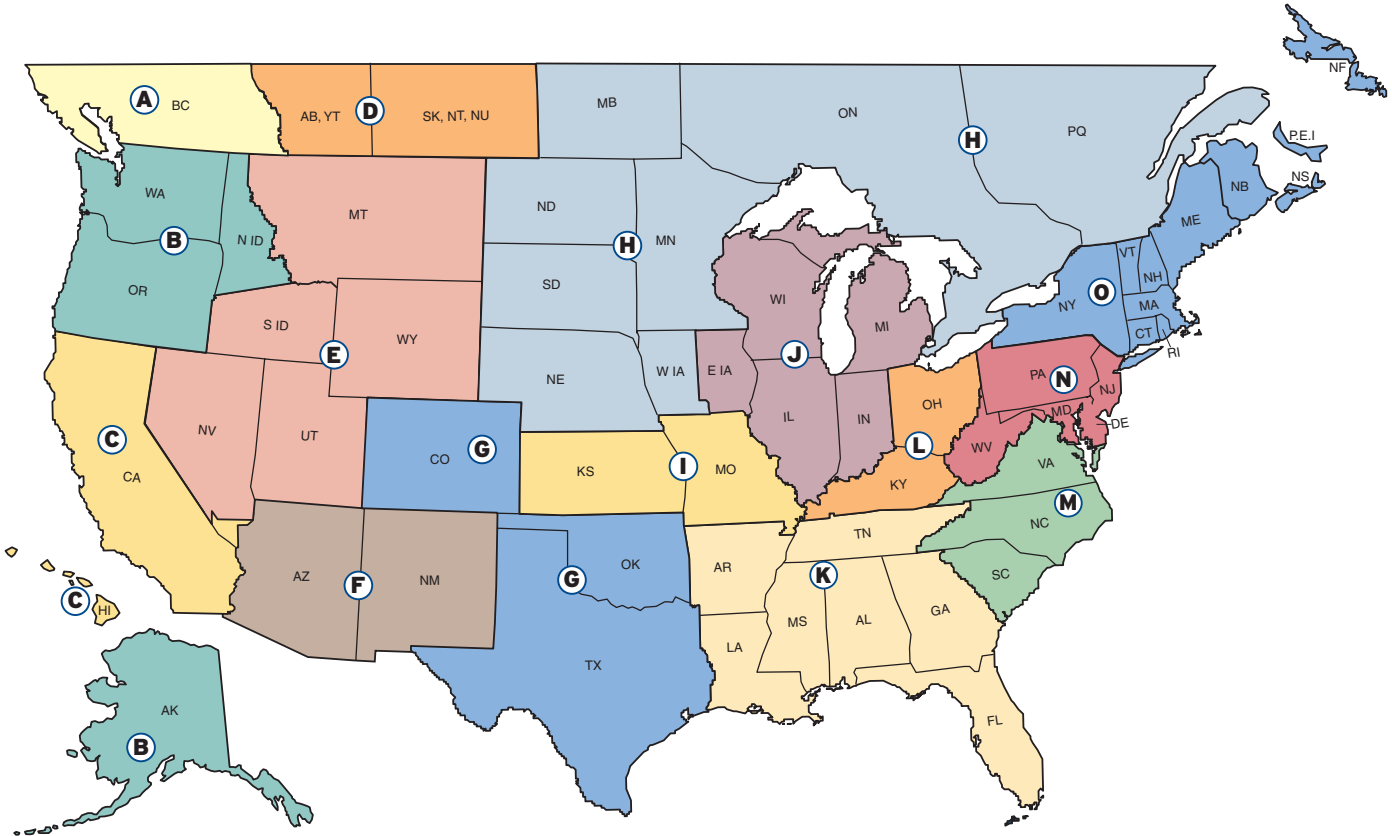 NF
A
BC
AB, YT
D
SK, NT, NU
MB
ON
H
PQ
P.E.I
NS
NB
ME
WA
B
N ID
OR
MT
ND
H
MN
SD
VT
NH
NY
O
MA
CT
RI
S ID
E
WY
WI
MI
J
NE
W IA
E IA
IL
IN
OH
L
KY
PA
N
NJ
MD
DE
WV
VA
M
NC
SC
NV
UT
CO
G
KS
I
MO
C
CA
AZ
F
NM
G
OK
TX
AR
LA
TN
K
MS
AL
GA
FL
C
HI
AK
B